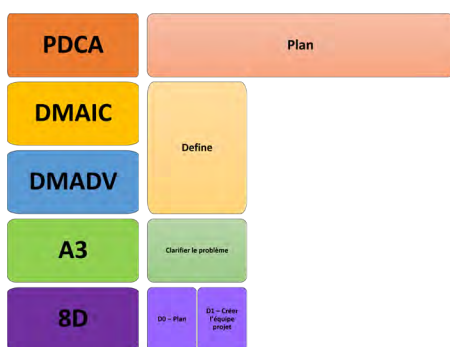 PDCA
Plan
DMAIC
Define
DMADV
A3
Clarifier le problème
8D
D0 – Plan
D1 – Créer
l'équipe
projet